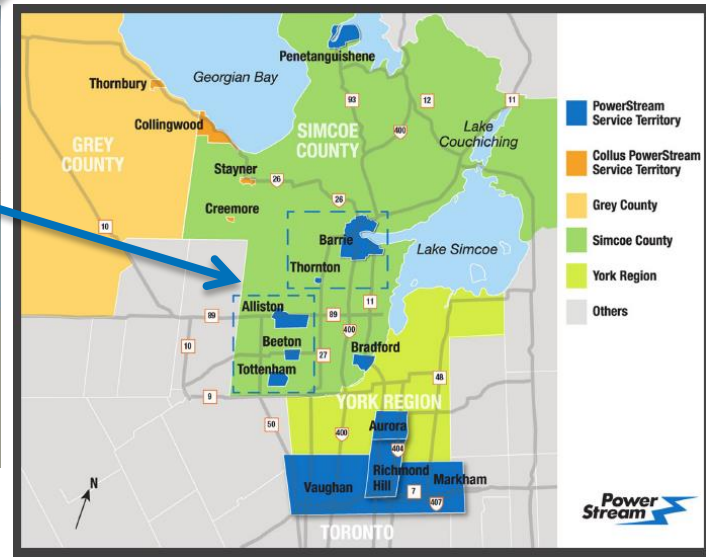 Penetanguishene
Georgian Bay
Thornbury
93
12
11
Collingwood
SIMCOE
COUNTY
400
Lake
Couchiching
GREY
COUNTY
Stayner
26
26
Creemore
10
Barrie
Lake Simcoe
Thornton
11
Alliston
89
89
400
10
Beeton
27
Bradford
Tottenham
48
9
YORK REGION
50
400
Aurora
404
Richmond
Hill
Vaughan
Markham
7
407
N
TORONTO
PowerStream
Service Territory
Collus PowerStream
Service Territory
Grey County
Simcoe County
York Region
Others
Power
Stream